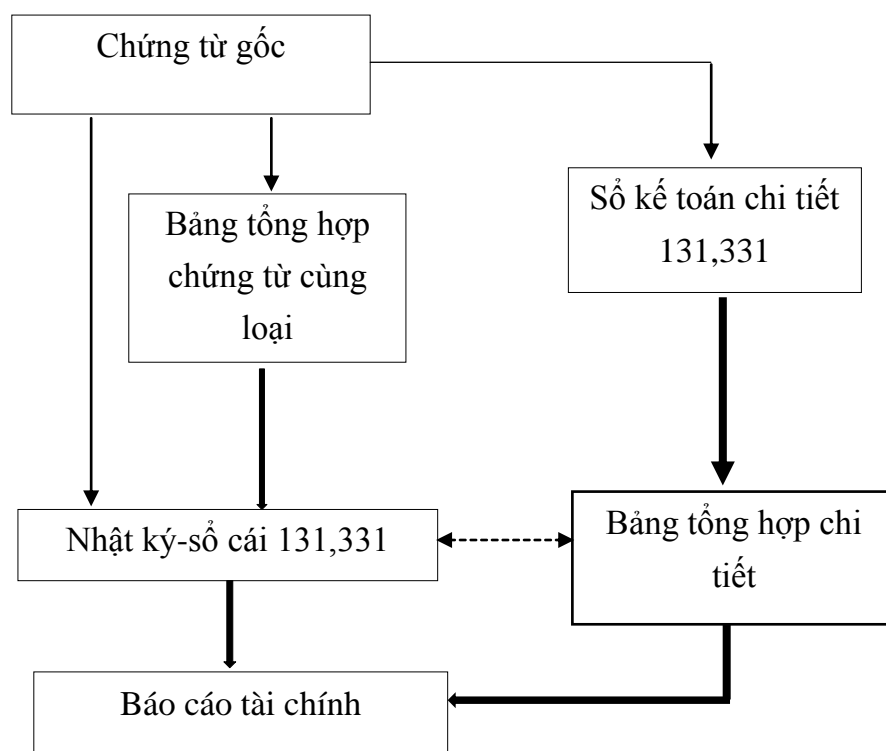 Chứng từ gốc
Bảng tổng hợp
chứng từ cùng
loại
Sổ kế toán chi tiết
131,331
Nhật ký-sổ cái 131,331
Bảng tổng hợp chi
tiết
Báo cáo tài chính